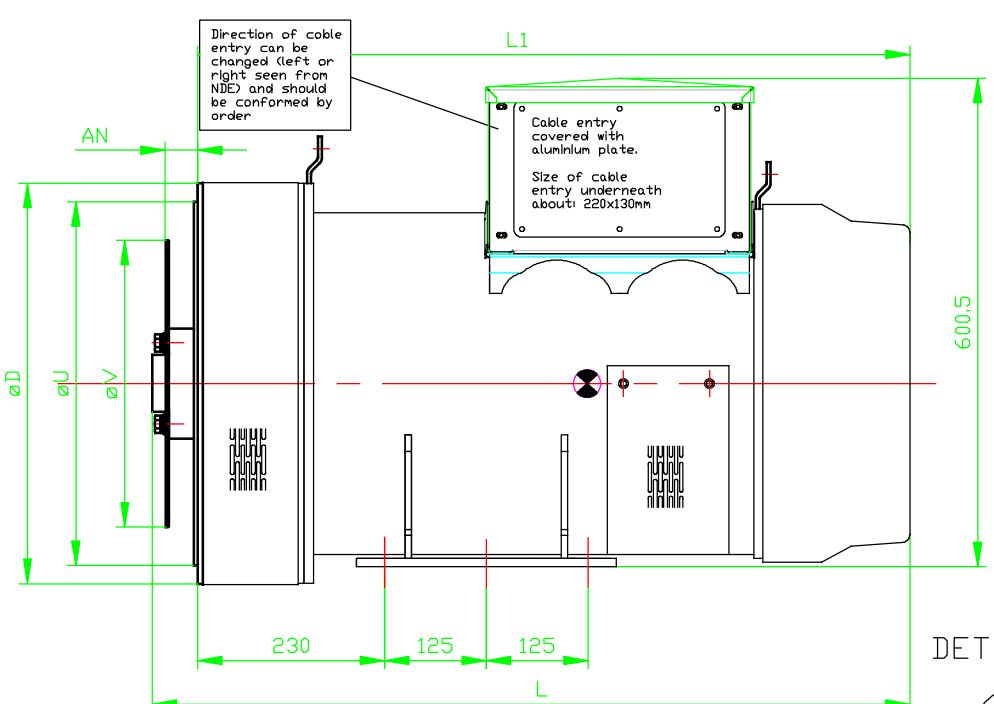 Direction of cable
entry can be
changed (left or
right seen from
NDE) and should
be conformed by
order
L1
Cable entry
covered with
aluminium plate.
Size of cable
entry underneath
about: 220x130mm
AN
600.5
øD
øU
øV
230
125
125
DET
L